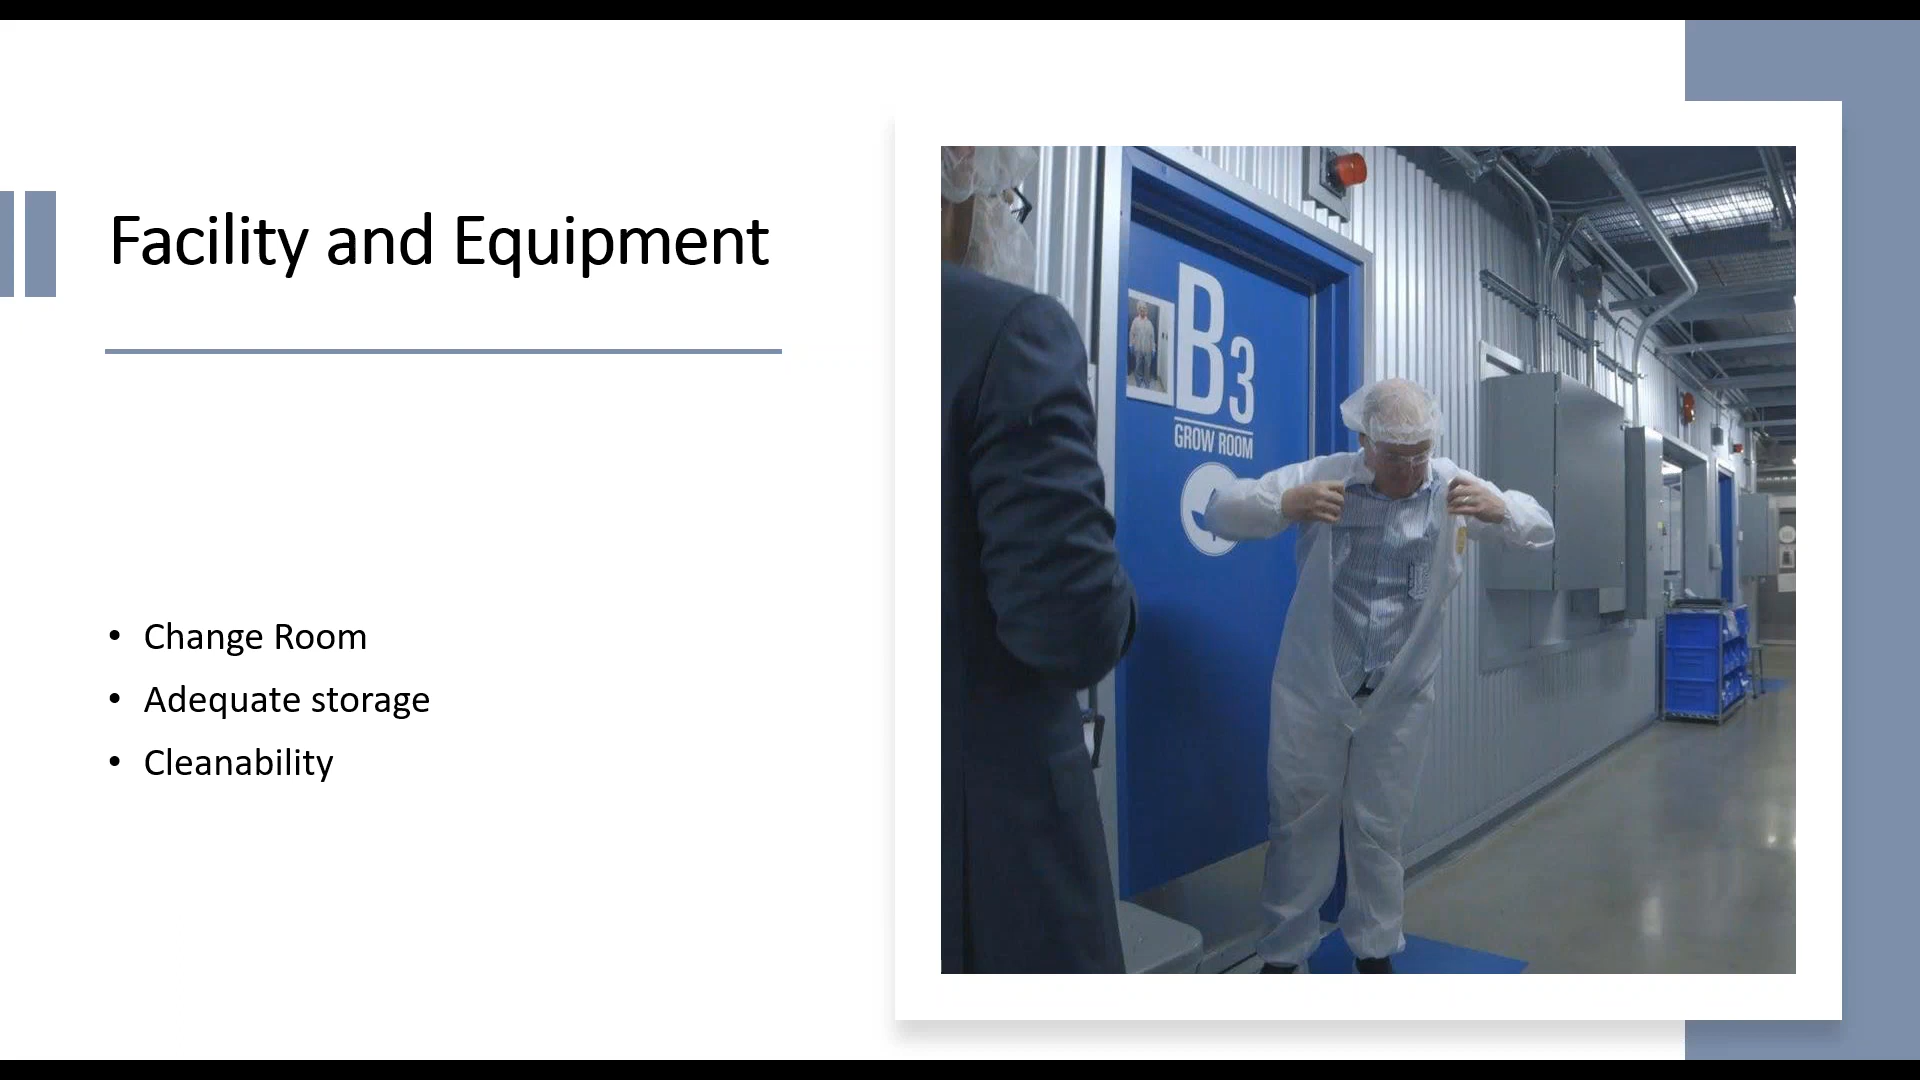 Facility and Equipment
• Change Room
• Adequate storage
• Cleanability
B3
GROW ROOM